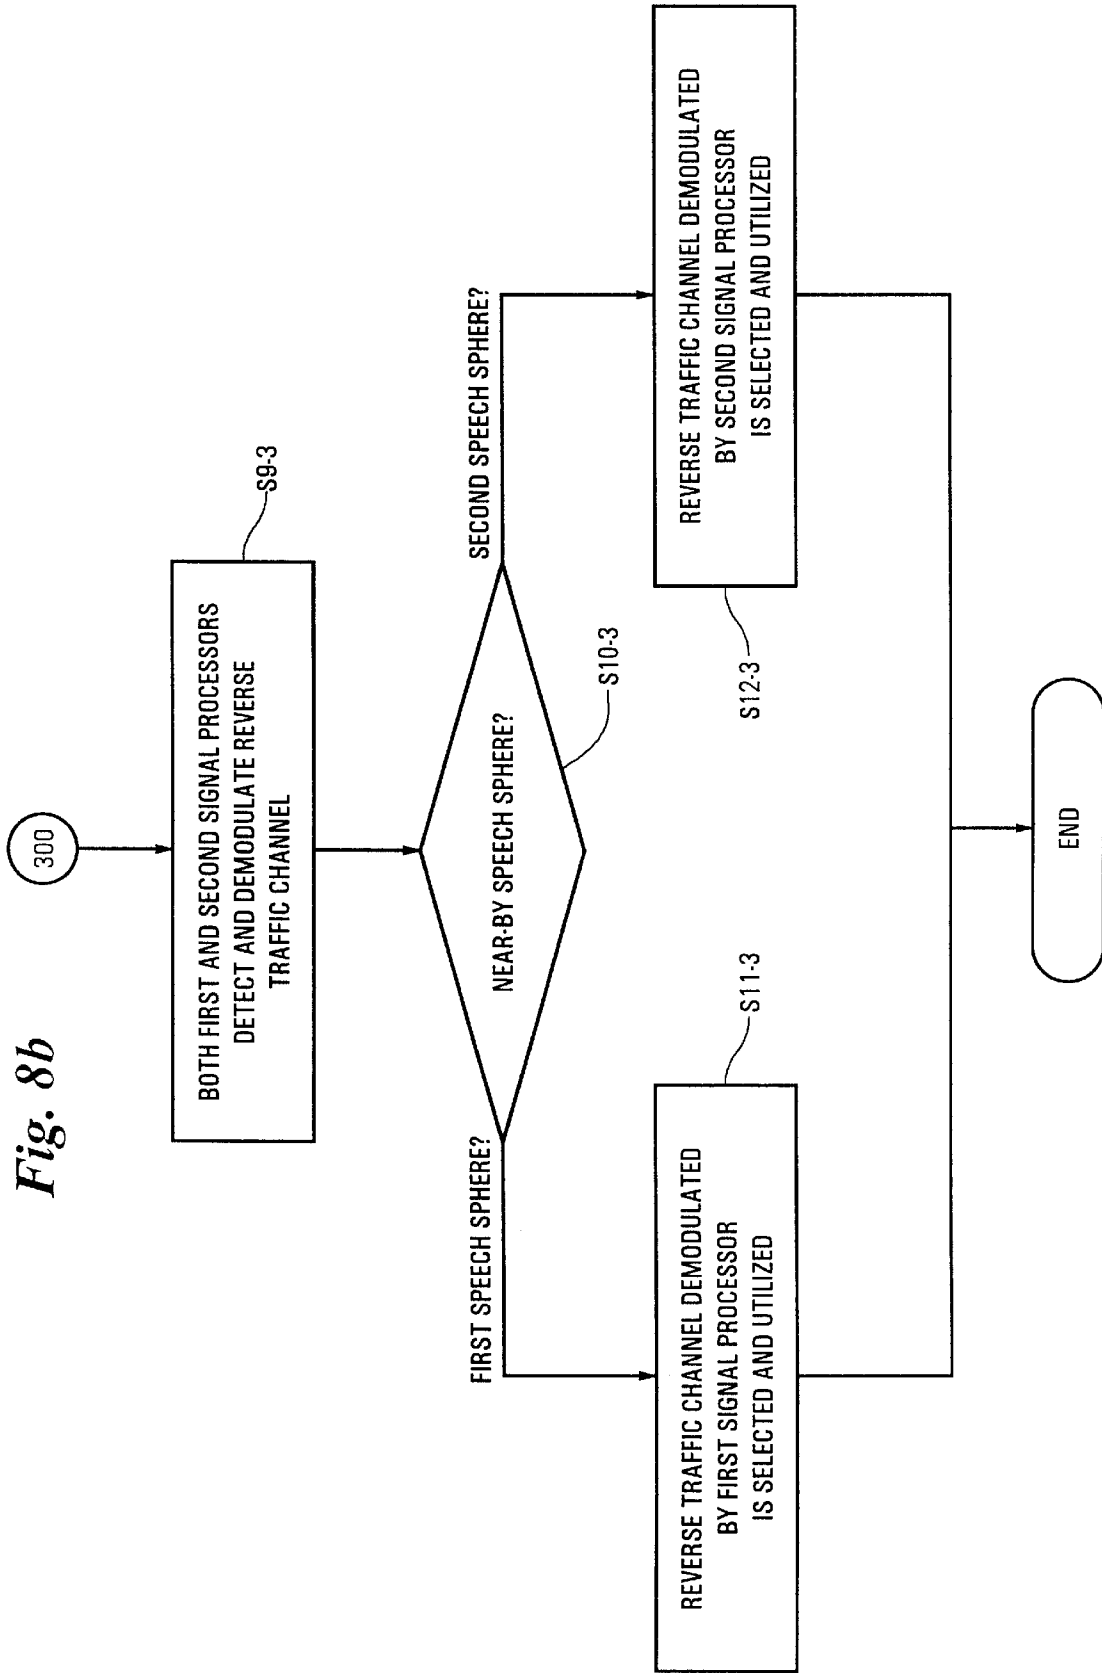 Fig. 8b
300
BOTH FIRST AND SECOND SIGNAL PROCESSORS
DETECT AND DEMODULATE REVERSE
TRAFFIC CHANNEL
S9-3
FIRST SPEECH SPHERE?
NEAR-BY SPEECH SPHERE?
SECOND SPEECH SPHERE?
S10-3
REVERSE TRAFFIC CHANNEL DEMODULATED
BY FIRST SIGNAL PROCESSOR
IS SELECTED AND UTILIZED
S11-3
S12-3
REVERSE TRAFFIC CHANNEL DEMODULATED
BY SECOND SIGNAL PROCESSOR
IS SELECTED AND UTILIZED
END